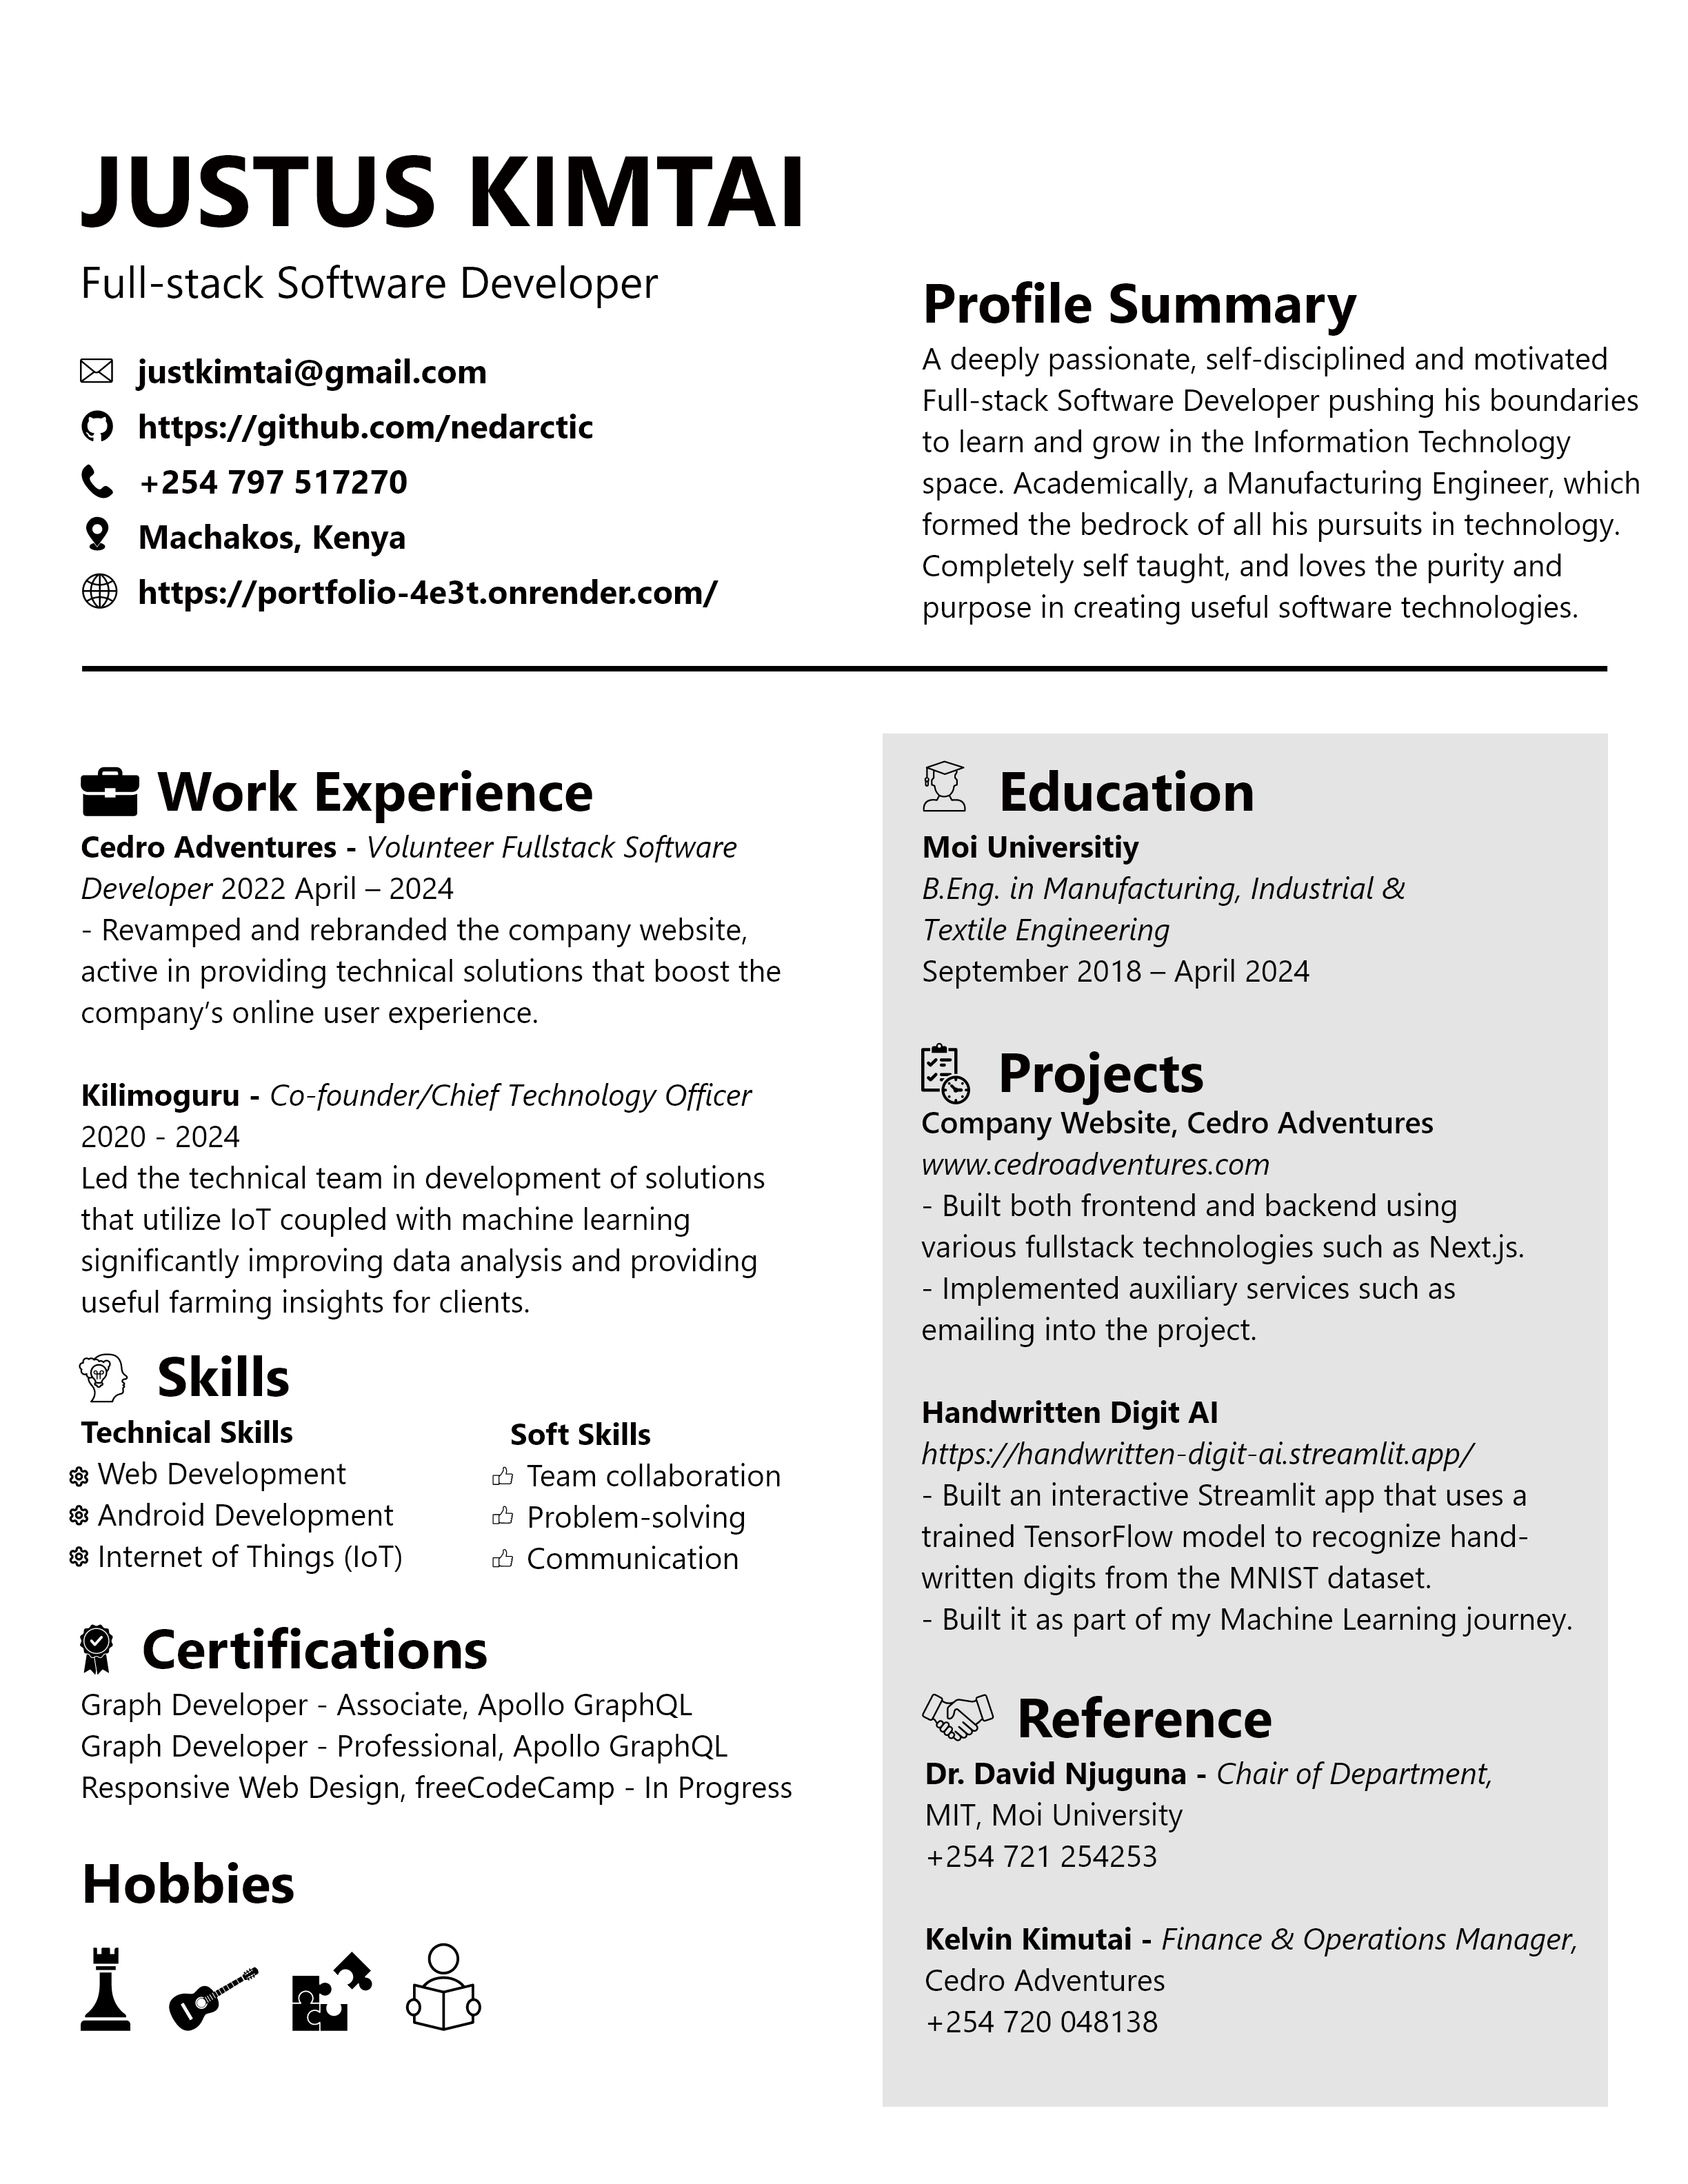 JUSTUS KIMTAI
Full-stack Software Developer
justkimtai@gmail.com
https://github.com/nedarctic
+254 797 517270
Machakos, Kenya
https://portfolio-4e3t.onrender.com/
Profile Summary
A deeply passionate, self-disciplined and motivated
Full-stack Software Developer pushing his boundaries
to learn and grow in the Information Technology
space. Academically, a Manufacturing Engineer, which
formed the bedrock of all his pursuits in technology.
Completely self taught, and loves the purity and
purpose in creating useful software technologies.
Work Experience
Cedro Adventures - Volunteer Fullstack Software
Developer 2022 April – 2024
- Revamped and rebranded the company website,
active in providing technical solutions that boost the
company’s online user experience.
Kilimoguru - Co-founder/Chief Technology Officer
2020 - 2024
Led the technical team in development of solutions
that utilize IoT coupled with machine learning
significantly improving data analysis and providing
useful farming insights for clients.
Skills
Technical Skills
Web Development
Android Development
Internet of Things (IoT)
Soft Skills
Team collaboration
Problem-solving
Communication
Certifications
Graph Developer - Associate, Apollo GraphQL
Graph Developer - Professional, Apollo GraphQL
Responsive Web Design, freeCodeCamp - In Progress
Hobbies
Education
Moi Universitiy
B.Eng. in Manufacturing, Industrial &
Textile Engineering
September 2018 – April 2024
Projects
Company Website, Cedro Adventures
www.cedroadventures.com
- Built both frontend and backend using
various fullstack technologies such as Next.js.
- Implemented auxiliary services such as
emailing into the project.
Handwritten Digit AI
https://handwritten-digit-ai.streamlit.app/
- Built an interactive Streamlit app that uses a
trained TensorFlow model to recognize hand-
written digits from the MNIST dataset.
- Built it as part of my Machine Learning journey.
Reference
Dr. David Njuguna - Chair of Department,
MIT, Moi University
+254 721 254253
Kelvin Kimutai - Finance & Operations Manager,
Cedro Adventures
+254 720 048138